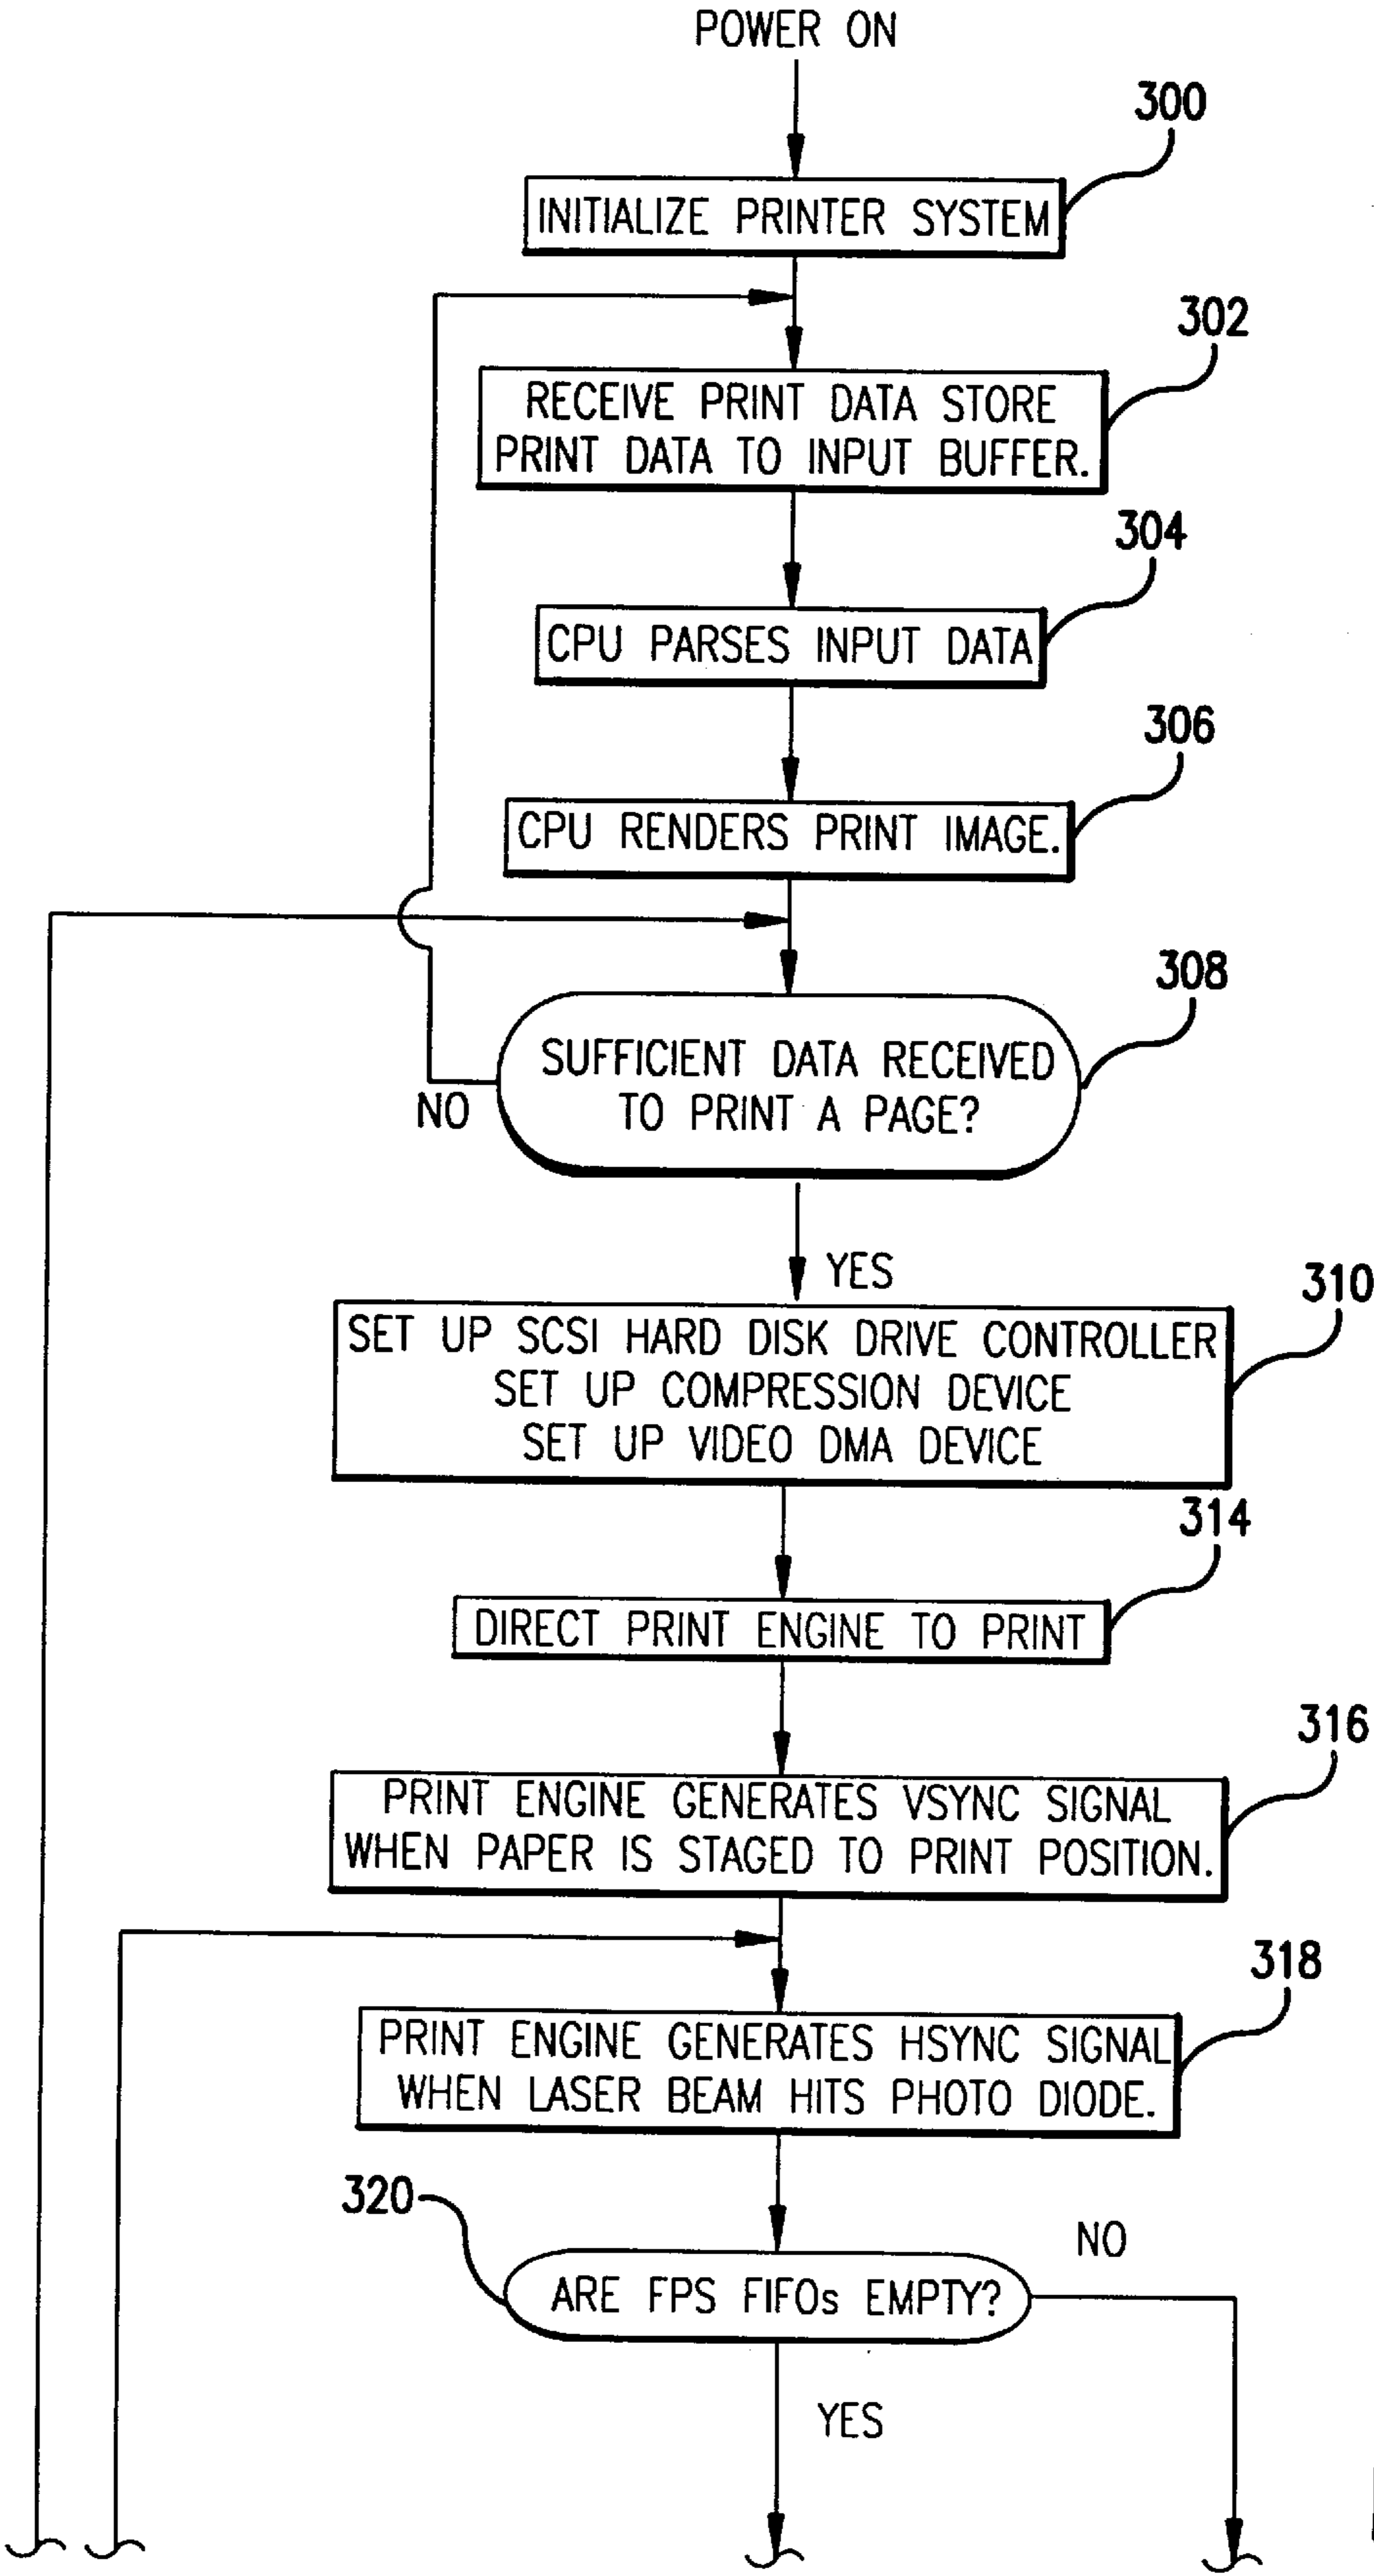 POWER ON
300
INITIALIZE PRINTER SYSTEM
302
RECEIVE PRINT DATA STORE
PRINT DATA TO INPUT BUFFER.
304
CPU PARSES INPUT DATA
306
CPU RENDERS PRINT IMAGE.
308
SUFFICIENT DATA RECEIVED
TO PRINT A PAGE?
NO
YES
310
SET UP SCSI HARD DISK DRIVE CONTROLLER
SET UP COMPRESSION DEVICE
SET UP VIDEO DMA DEVICE
314
DIRECT PRINT ENGINE TO PRINT
316
PRINT ENGINE GENERATES VSYNC SIGNAL
WHEN PAPER IS STAGED TO PRINT POSITION.
318
PRINT ENGINE GENERATES HSYNC SIGNAL
WHEN LASER BEAM HITS PHOTO DIODE.
320
NO
ARE FPS FIFOs EMPTY?
YES